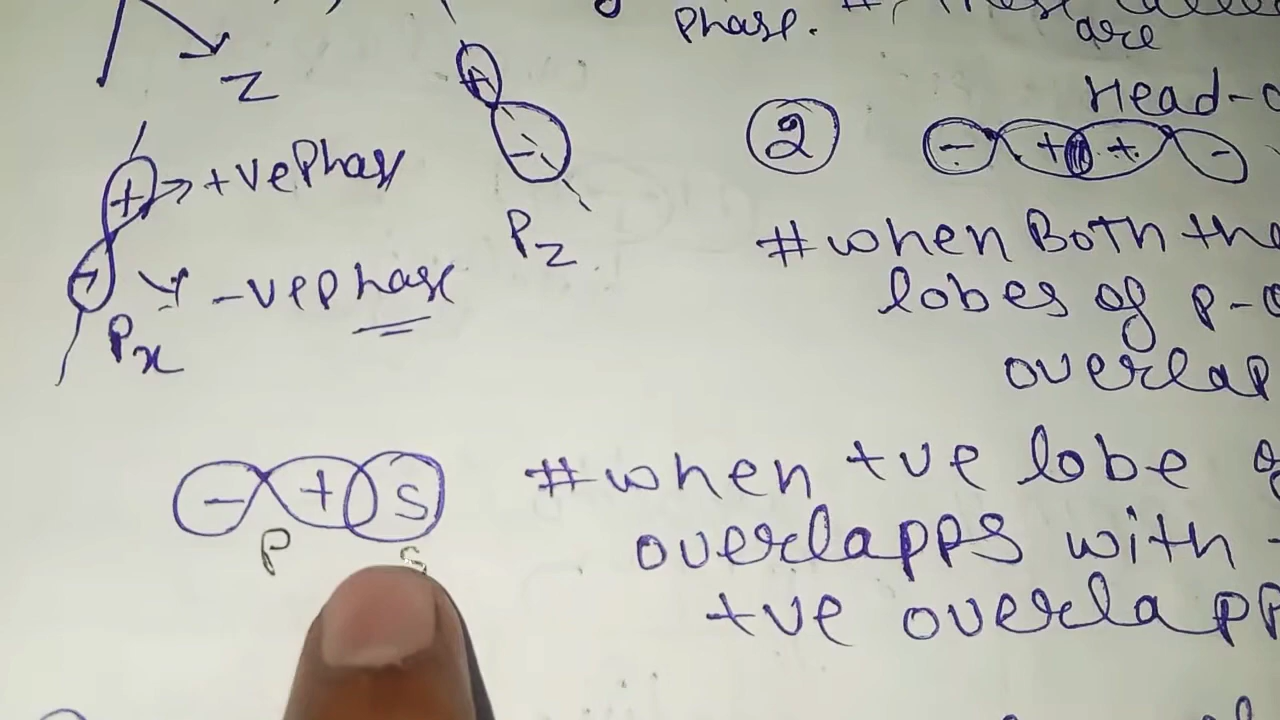 Phase. #
are
Z
Head-
+
-
Pz
+ → +vePhase
- → -vephase
Px
2
- + + -
#when Both the
lobes of P-
overlap
- + S
P S
#when +ve lobe
overlapps with -
+ve overlapp